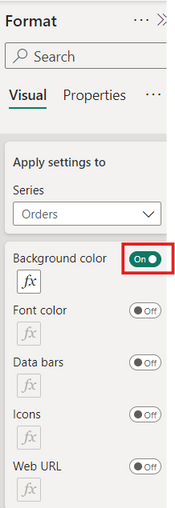 Format
Search
Visual Properties
Apply settings to
Series
Orders
Background color On
fx
Font color Off
fx
Data bars Off
fx
Icons Off
fx
Web URL Off
fx